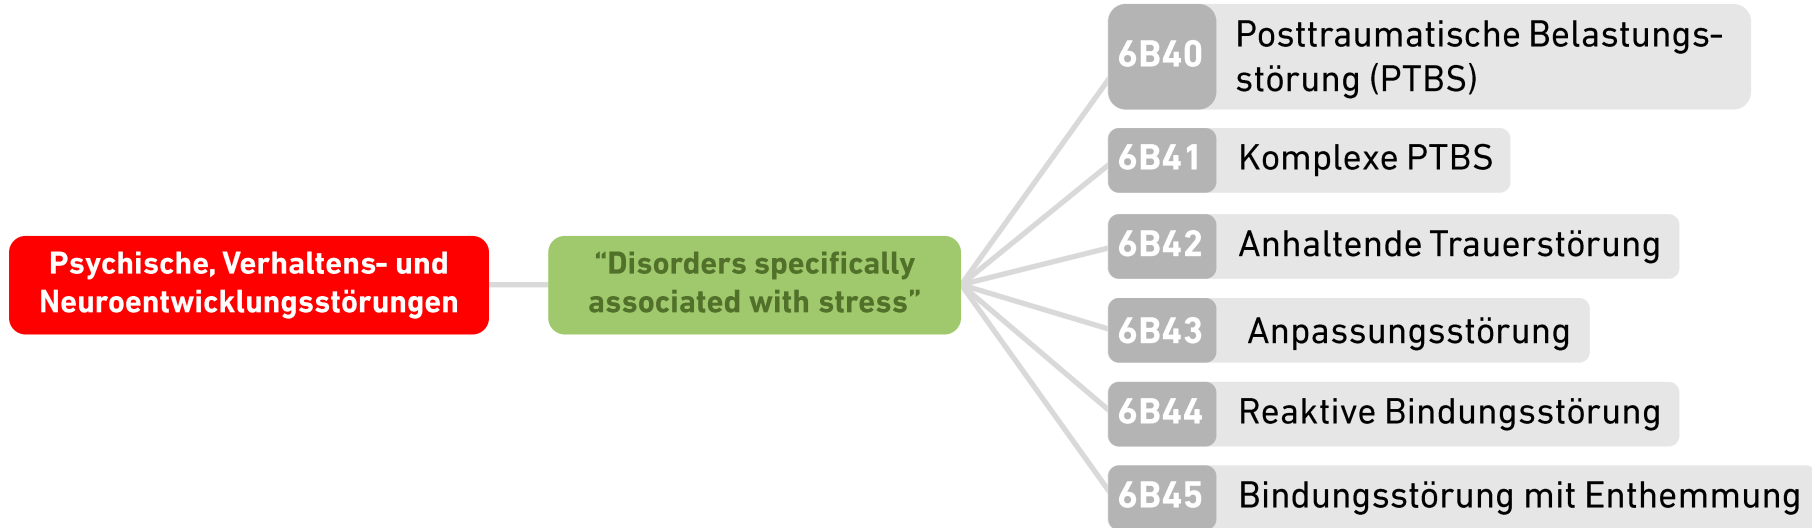 Psychische, Verhaltens- und
Neuroentwicklungsstörungen
“Disorders specifically
associated with stress”
6B40 Posttraumatische Belastungs-
störung (PTBS)
6B41 Komplexe PTBS
6B42 Anhaltende Trauerstörung
6B43 Anpassungsstörung
6B44 Reaktive Bindungsstörung
6B45 Bindungsstörung mit Enthemmung